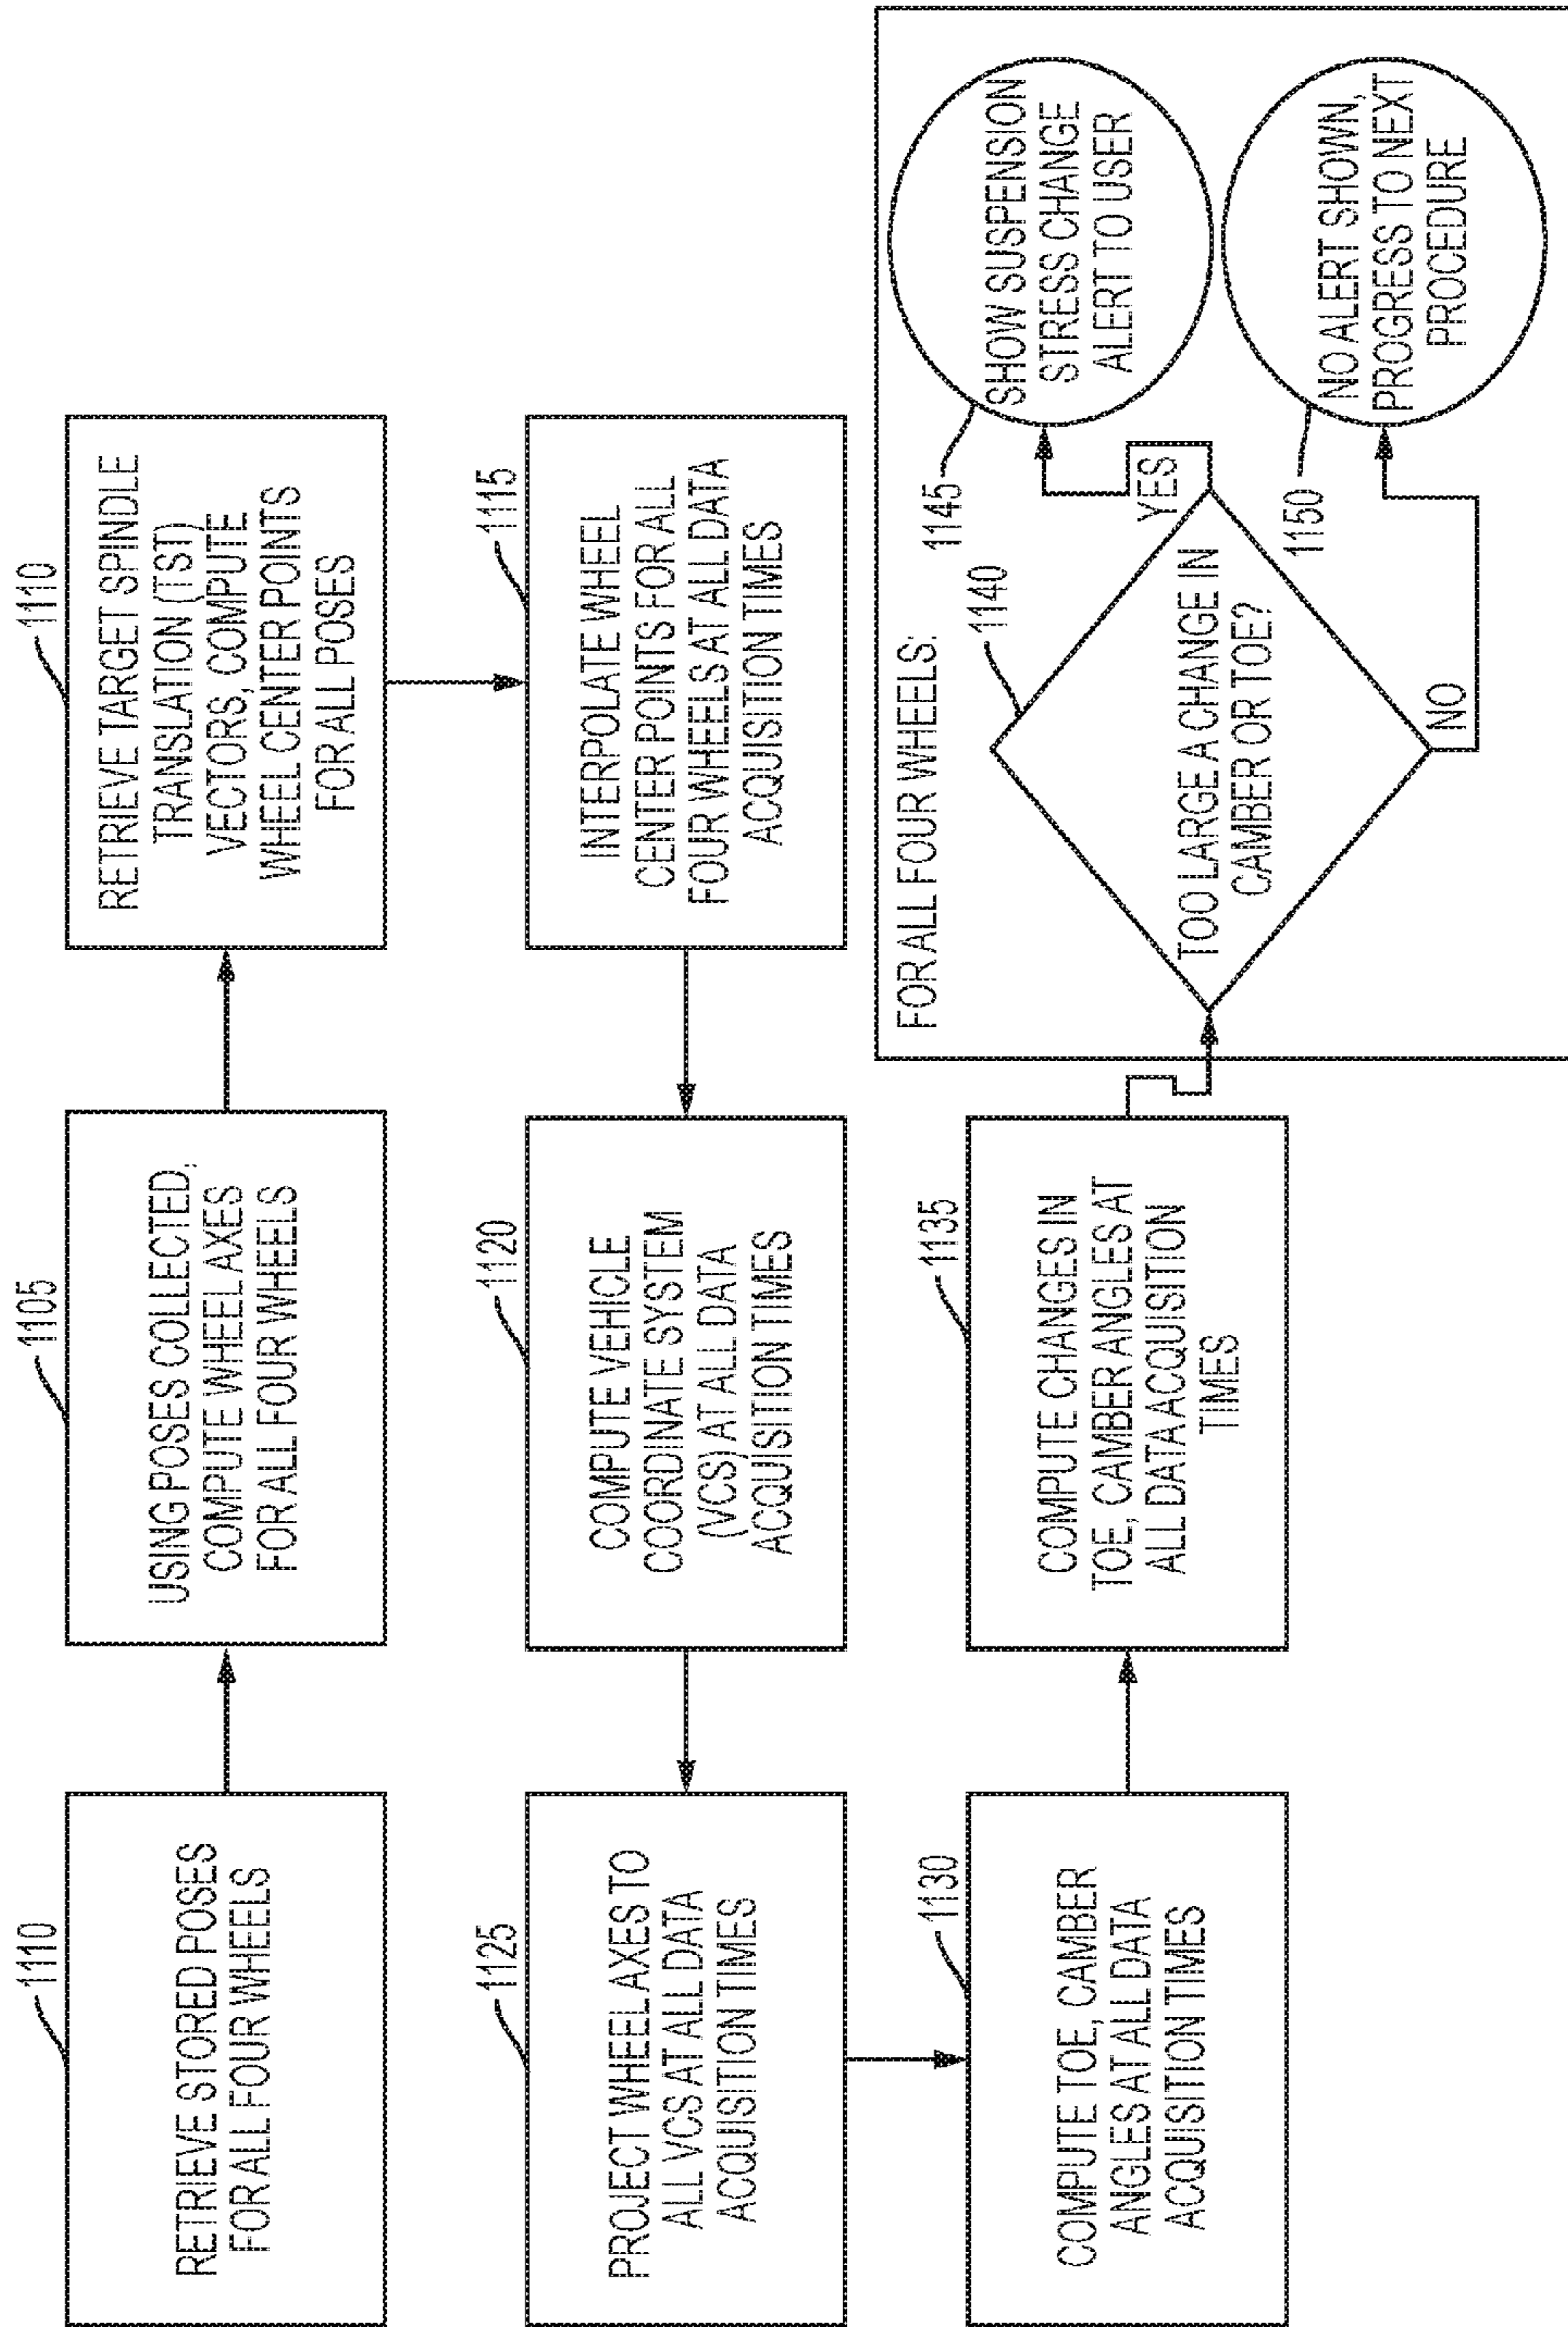 1110
RETRIEVE STORED POSES
FOR ALL FOUR WHEELS
1105
USING POSES COLLECTED,
COMPUTE WHEEL AXES
FOR ALL FOUR WHEELS
1110
RETRIEVE TARGET SPINDLE
TRANSLATION (TST)
VECTORS, COMPUTE
WHEEL CENTER POINTS
FOR ALL POSES
1115
INTERPOLATE WHEEL
CENTER POINTS FOR ALL
FOUR WHEELS AT ALL DATA
ACQUISITION TIMES
1120
COMPUTE VEHICLE
COORDINATE SYSTEM
(VCS) AT ALL DATA
ACQUISITION TIMES
1125
PROJECT WHEEL AXES TO
ALL VCS AT ALL DATA
ACQUISITION TIMES
1130
COMPUTE TOE, CAMBER
ANGLES AT ALL DATA
ACQUISITION TIMES
1135
COMPUTE CHANGES IN
TOE, CAMBER ANGLES AT
ALL DATA ACQUISITION
TIMES
FOR ALL FOUR WHEELS:
1140
TOO LARGE A CHANGE IN
CAMBER OR TOE?
YES
NO
1145
SHOW SUSPENSION
STRESS CHANGE
ALERT TO USER
1150
NO ALERT SHOWN,
PROGRESS TO NEXT
PROCEDURE